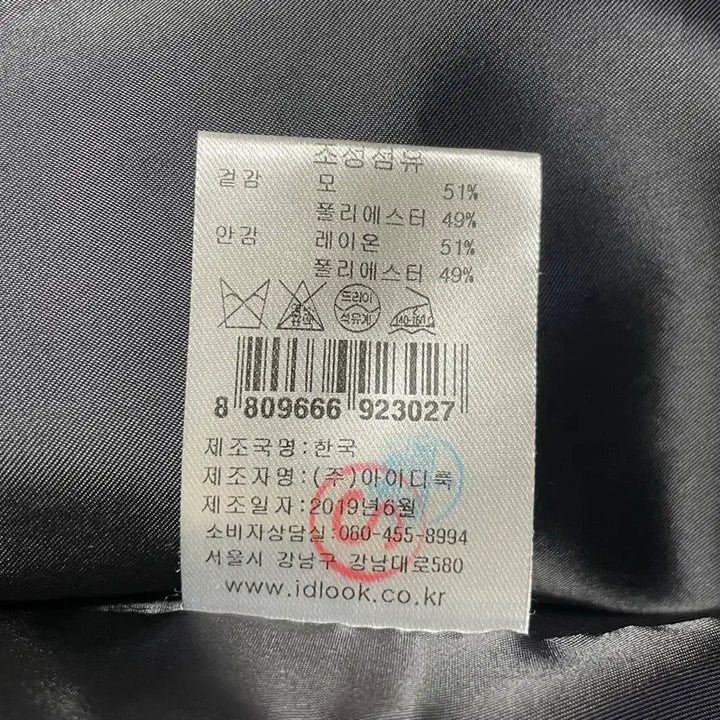 조성섬유
겉감 모 51%
폴리에스터 49%
안감 레이온 51%
폴리에스터 49%
드라이 석유계 140-160℃
8 809666 923027
제조국명:한국
제조자명:(주)아이디룩
제조일자:2019년6월
소비자상담실:080-455-8994
서울시 강남구 강남대로580
www.idlook.co.kr